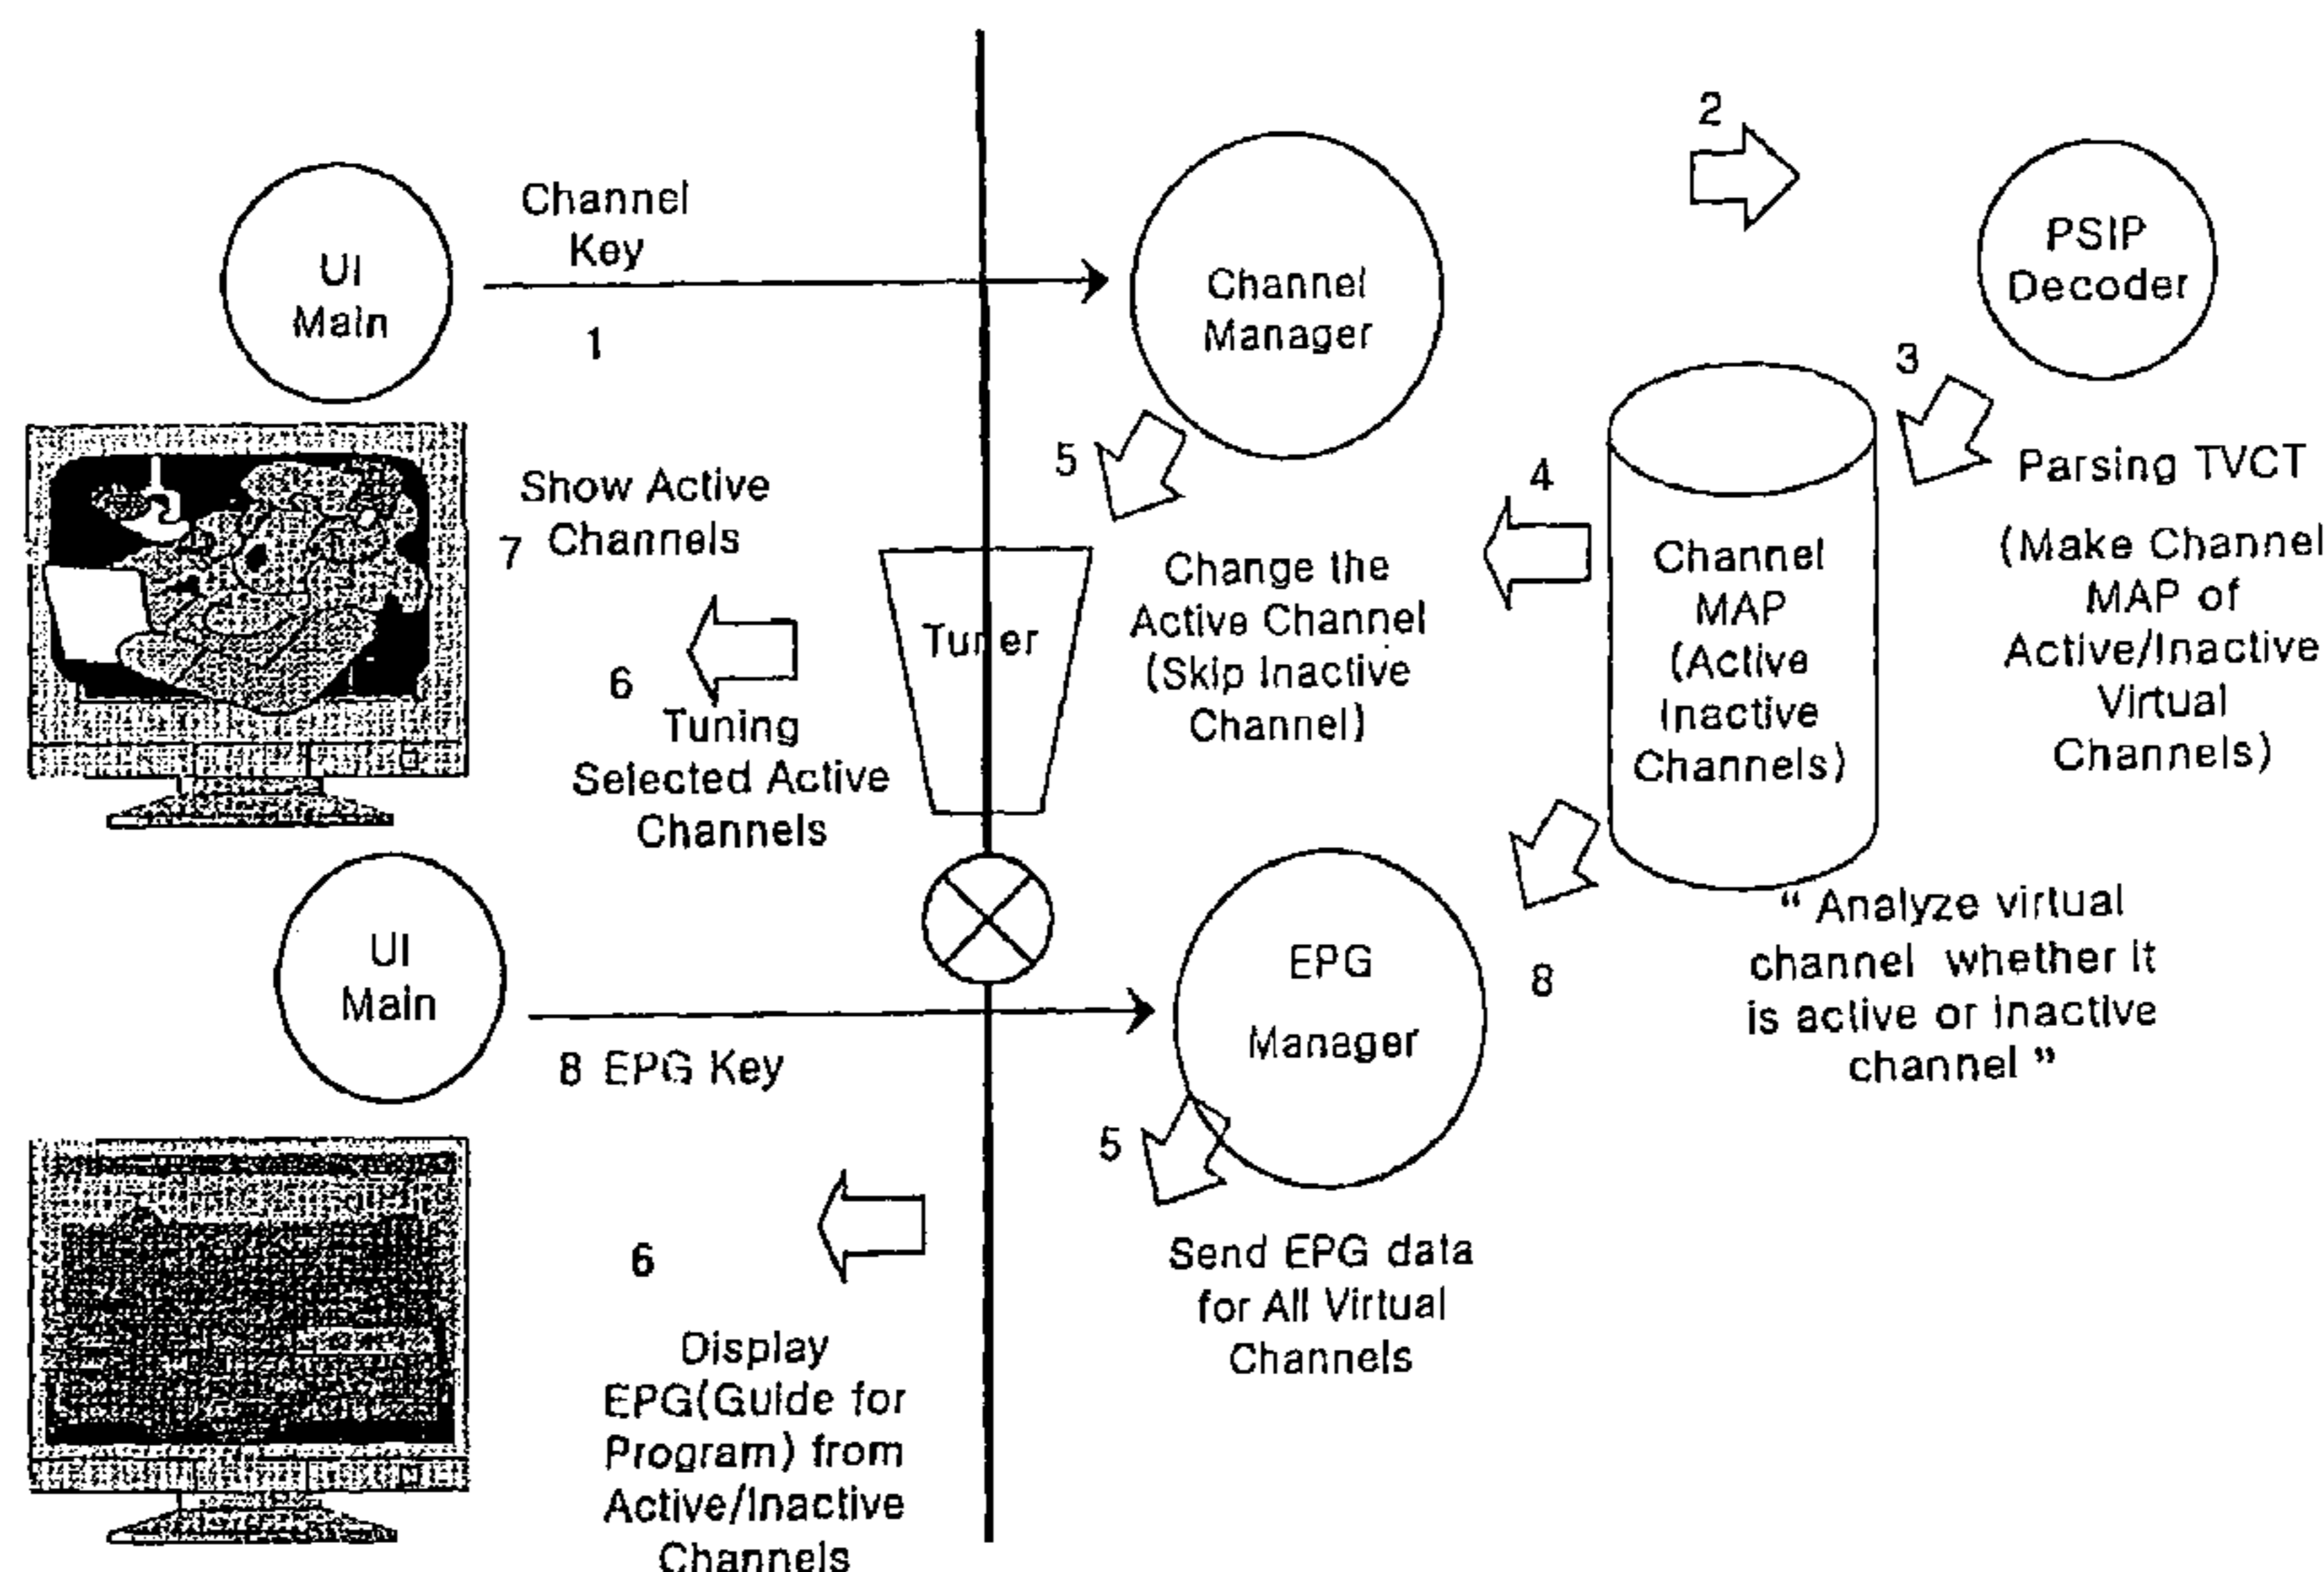 2
Channel
Key
1
UI
Main
Channel
Manager
PSIP
Decoder
3
Parsing TVCT
(Make Channel
MAP of
Active/Inactive
Virtual
Channels)
4
Channel
MAP
(Active
Inactive
Channels)
5
Change the
Active Channel
(Skip Inactive
Channel)
Tuner
Show Active
7 Channels
6
Tuning
Selected Active
Channels
UI
Main
8 EPG Key
EPG
Manager
8
“ Analyze virtual
channel whether it
is active or inactive
channel ”
5
Send EPG data
for All Virtual
Channels
6
Display
EPG(Guide for
Program) from
Active/Inactive
Channels